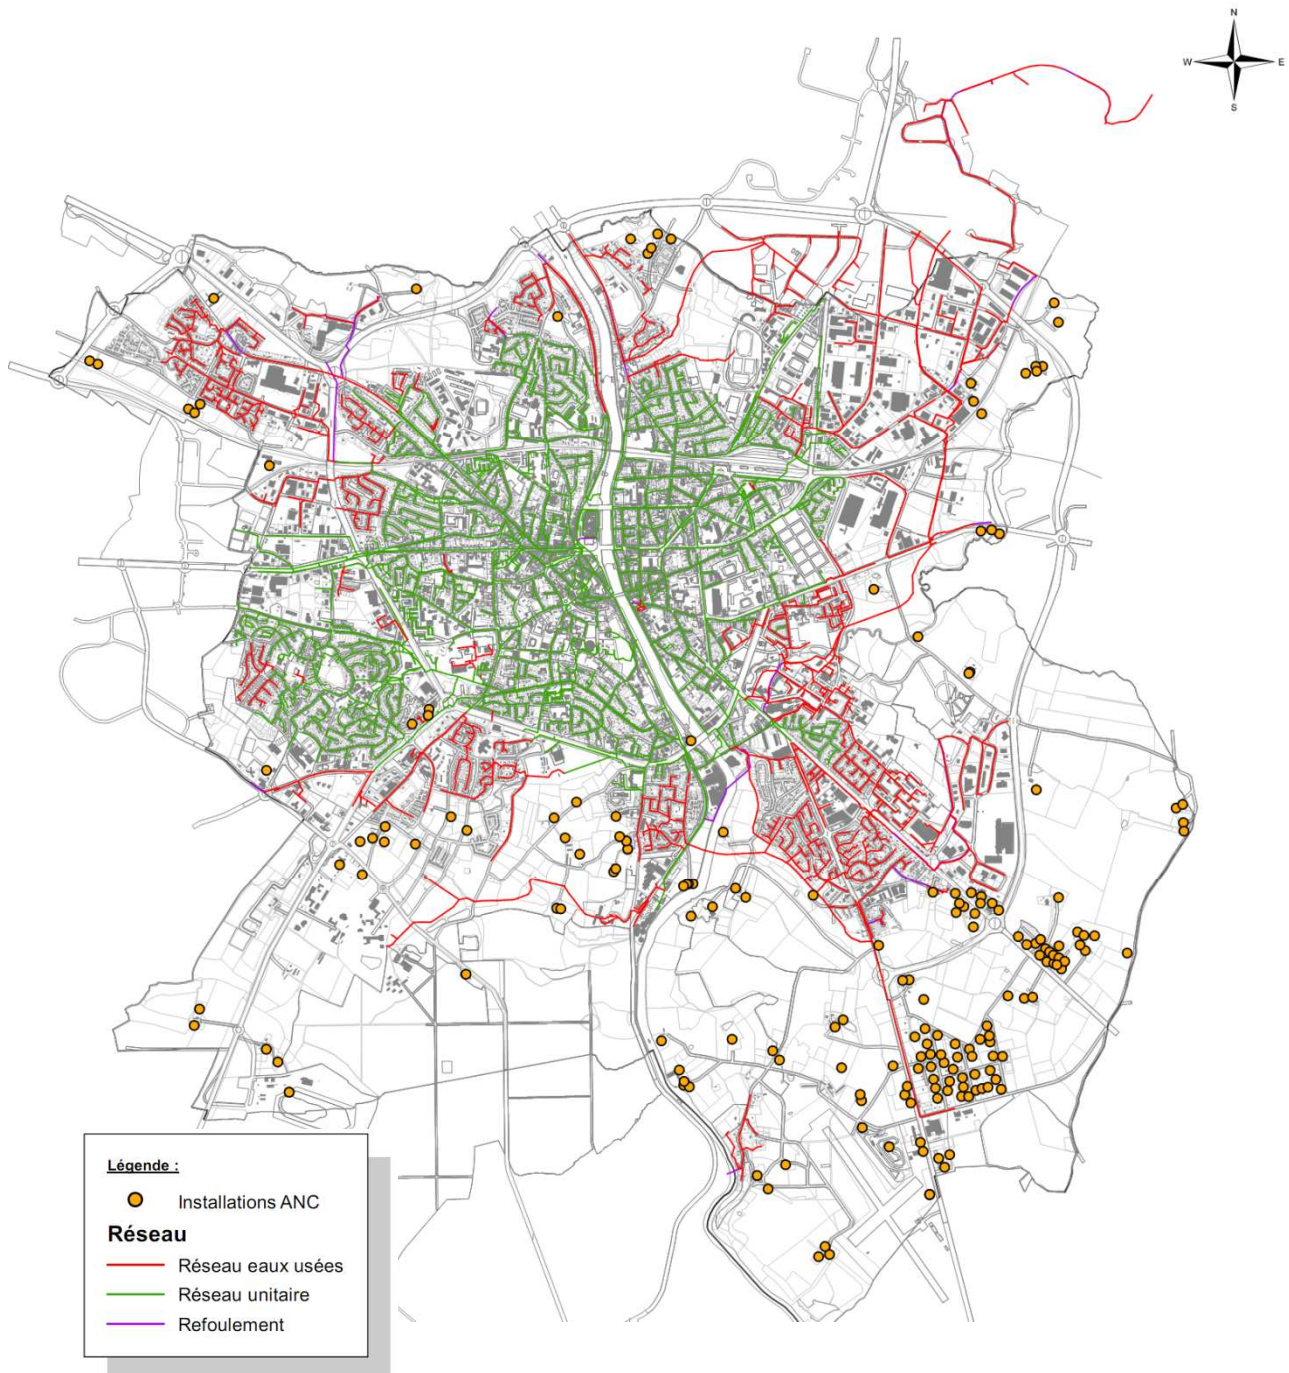 N
W E
S
Légende :
Installations ANC
Réseau
Réseau eaux usées
Réseau unitaire
Refoulement